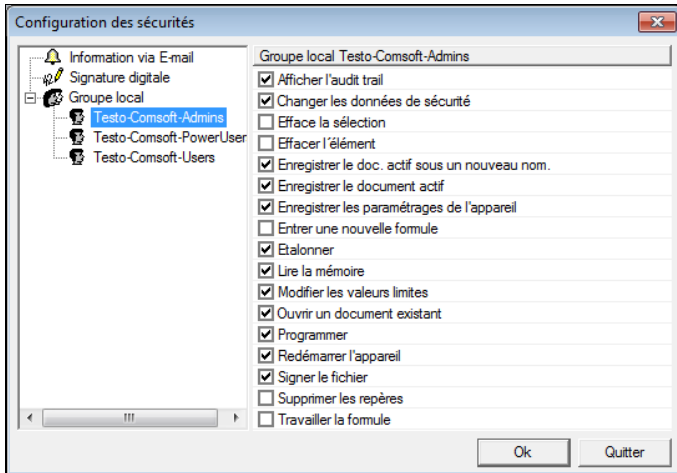 Configuration des sécurités
Information via E-mail
Signature digitale
Groupe local
Testo-Comsoft-Admins
Testo-Comsoft-PowerUser
Testo-Comsoft-Users
Groupe local Testo-Comsoft-Admins
Afficher l'audit trail
Changer les données de sécurité
Efface la sélection
Effacer l´élément
Enregistrer le doc. actif sous un nouveau nom.
Enregistrer le document actif
Enregistrer les paramétrages de l'appareil
Entrer une nouvelle formule
Etalonner
Lire la mémoire
Modifier les valeurs limites
Ouvrir un document existant
Programmer
Redémarrer l'appareil
Signer le fichier
Supprimer les repères
Travailler la formule
Ok
Quitter